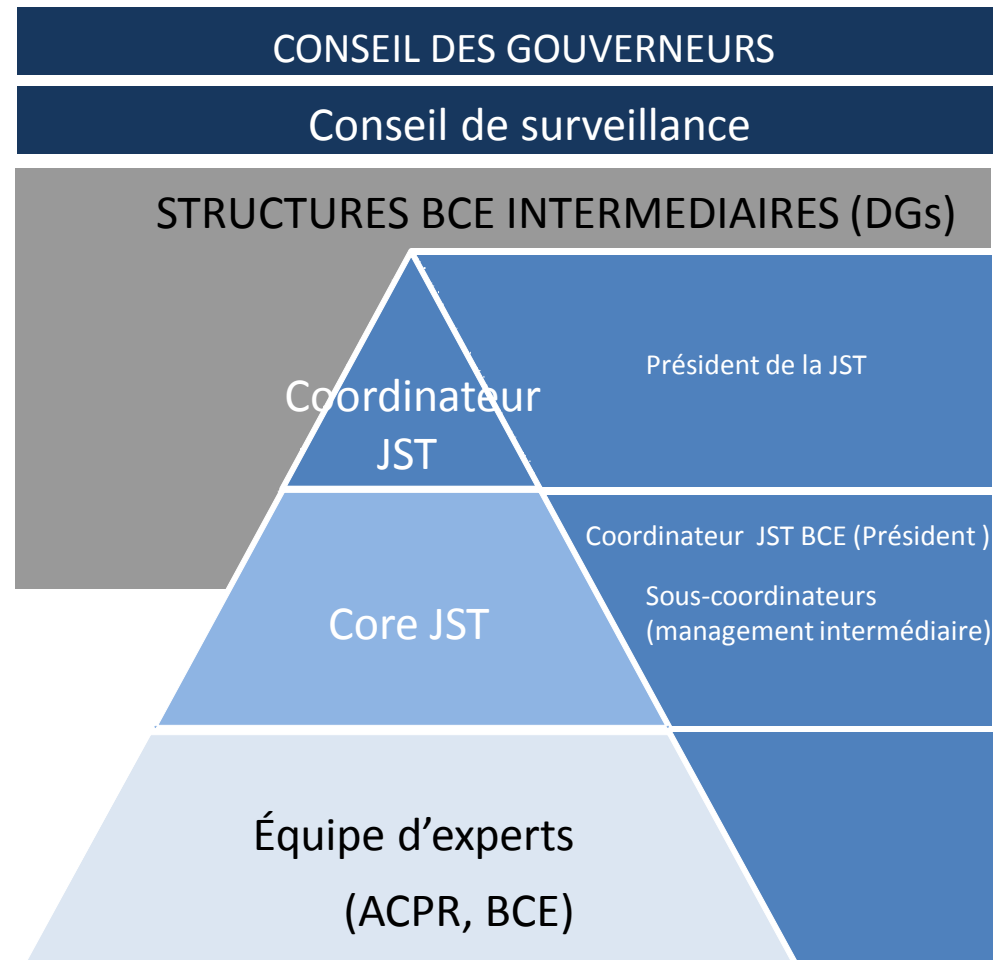 CONSEIL DES GOUVERNEURS
Conseil de surveillance
STRUCTURES BCE INTERMEDIAIRES (DGs)
Coordinateur
JST
Président de la JST
Core JST
Coordinateur JST BCE (Président )
Sous-coordinateurs
(management intermédiaire)
Équipe d’experts
(ACPR, BCE)